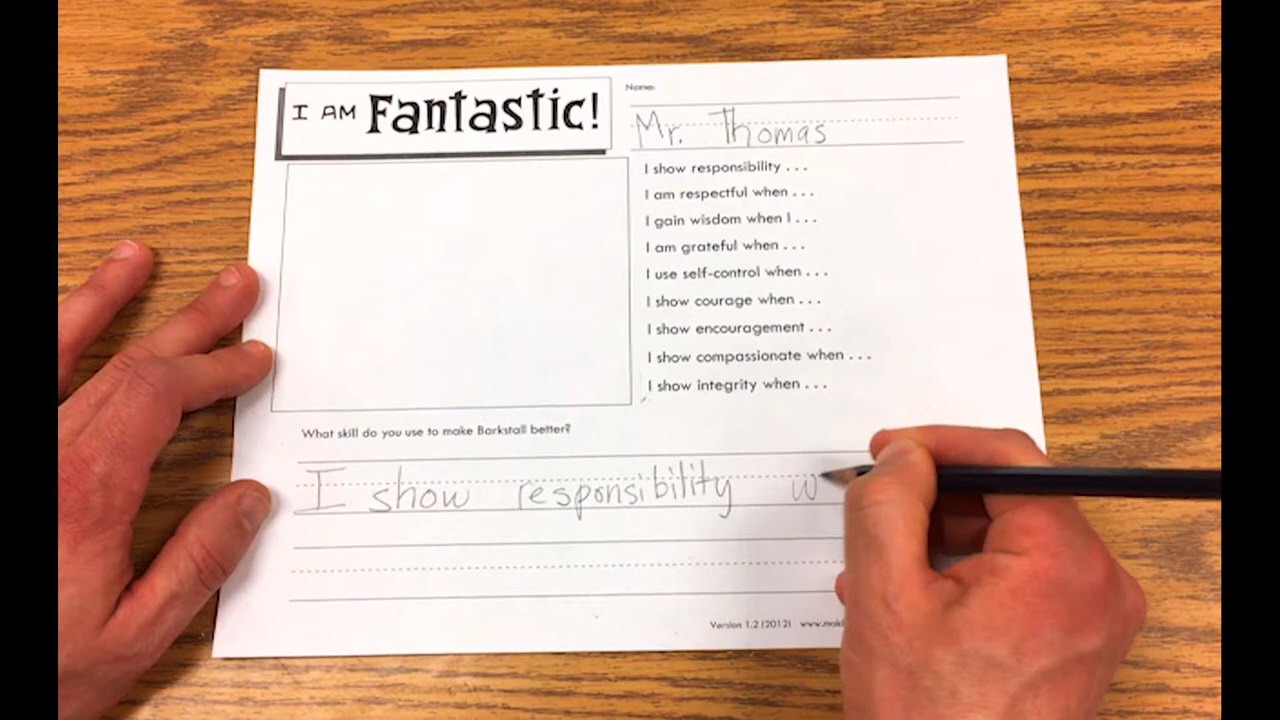 I AM Fantastic!
Name:
Mr. Thomas
I show responsibility . . .
I am respectful when . . .
I gain wisdom when I . . .
I am grateful when . . .
I use self-control when . . .
I show courage when . . .
I show encouragement . . .
I show compassionate when . . .
I show integrity when . . .
What skill do you use to make Barkstall better?
I show responsibility w
Version 1.2 (2012)